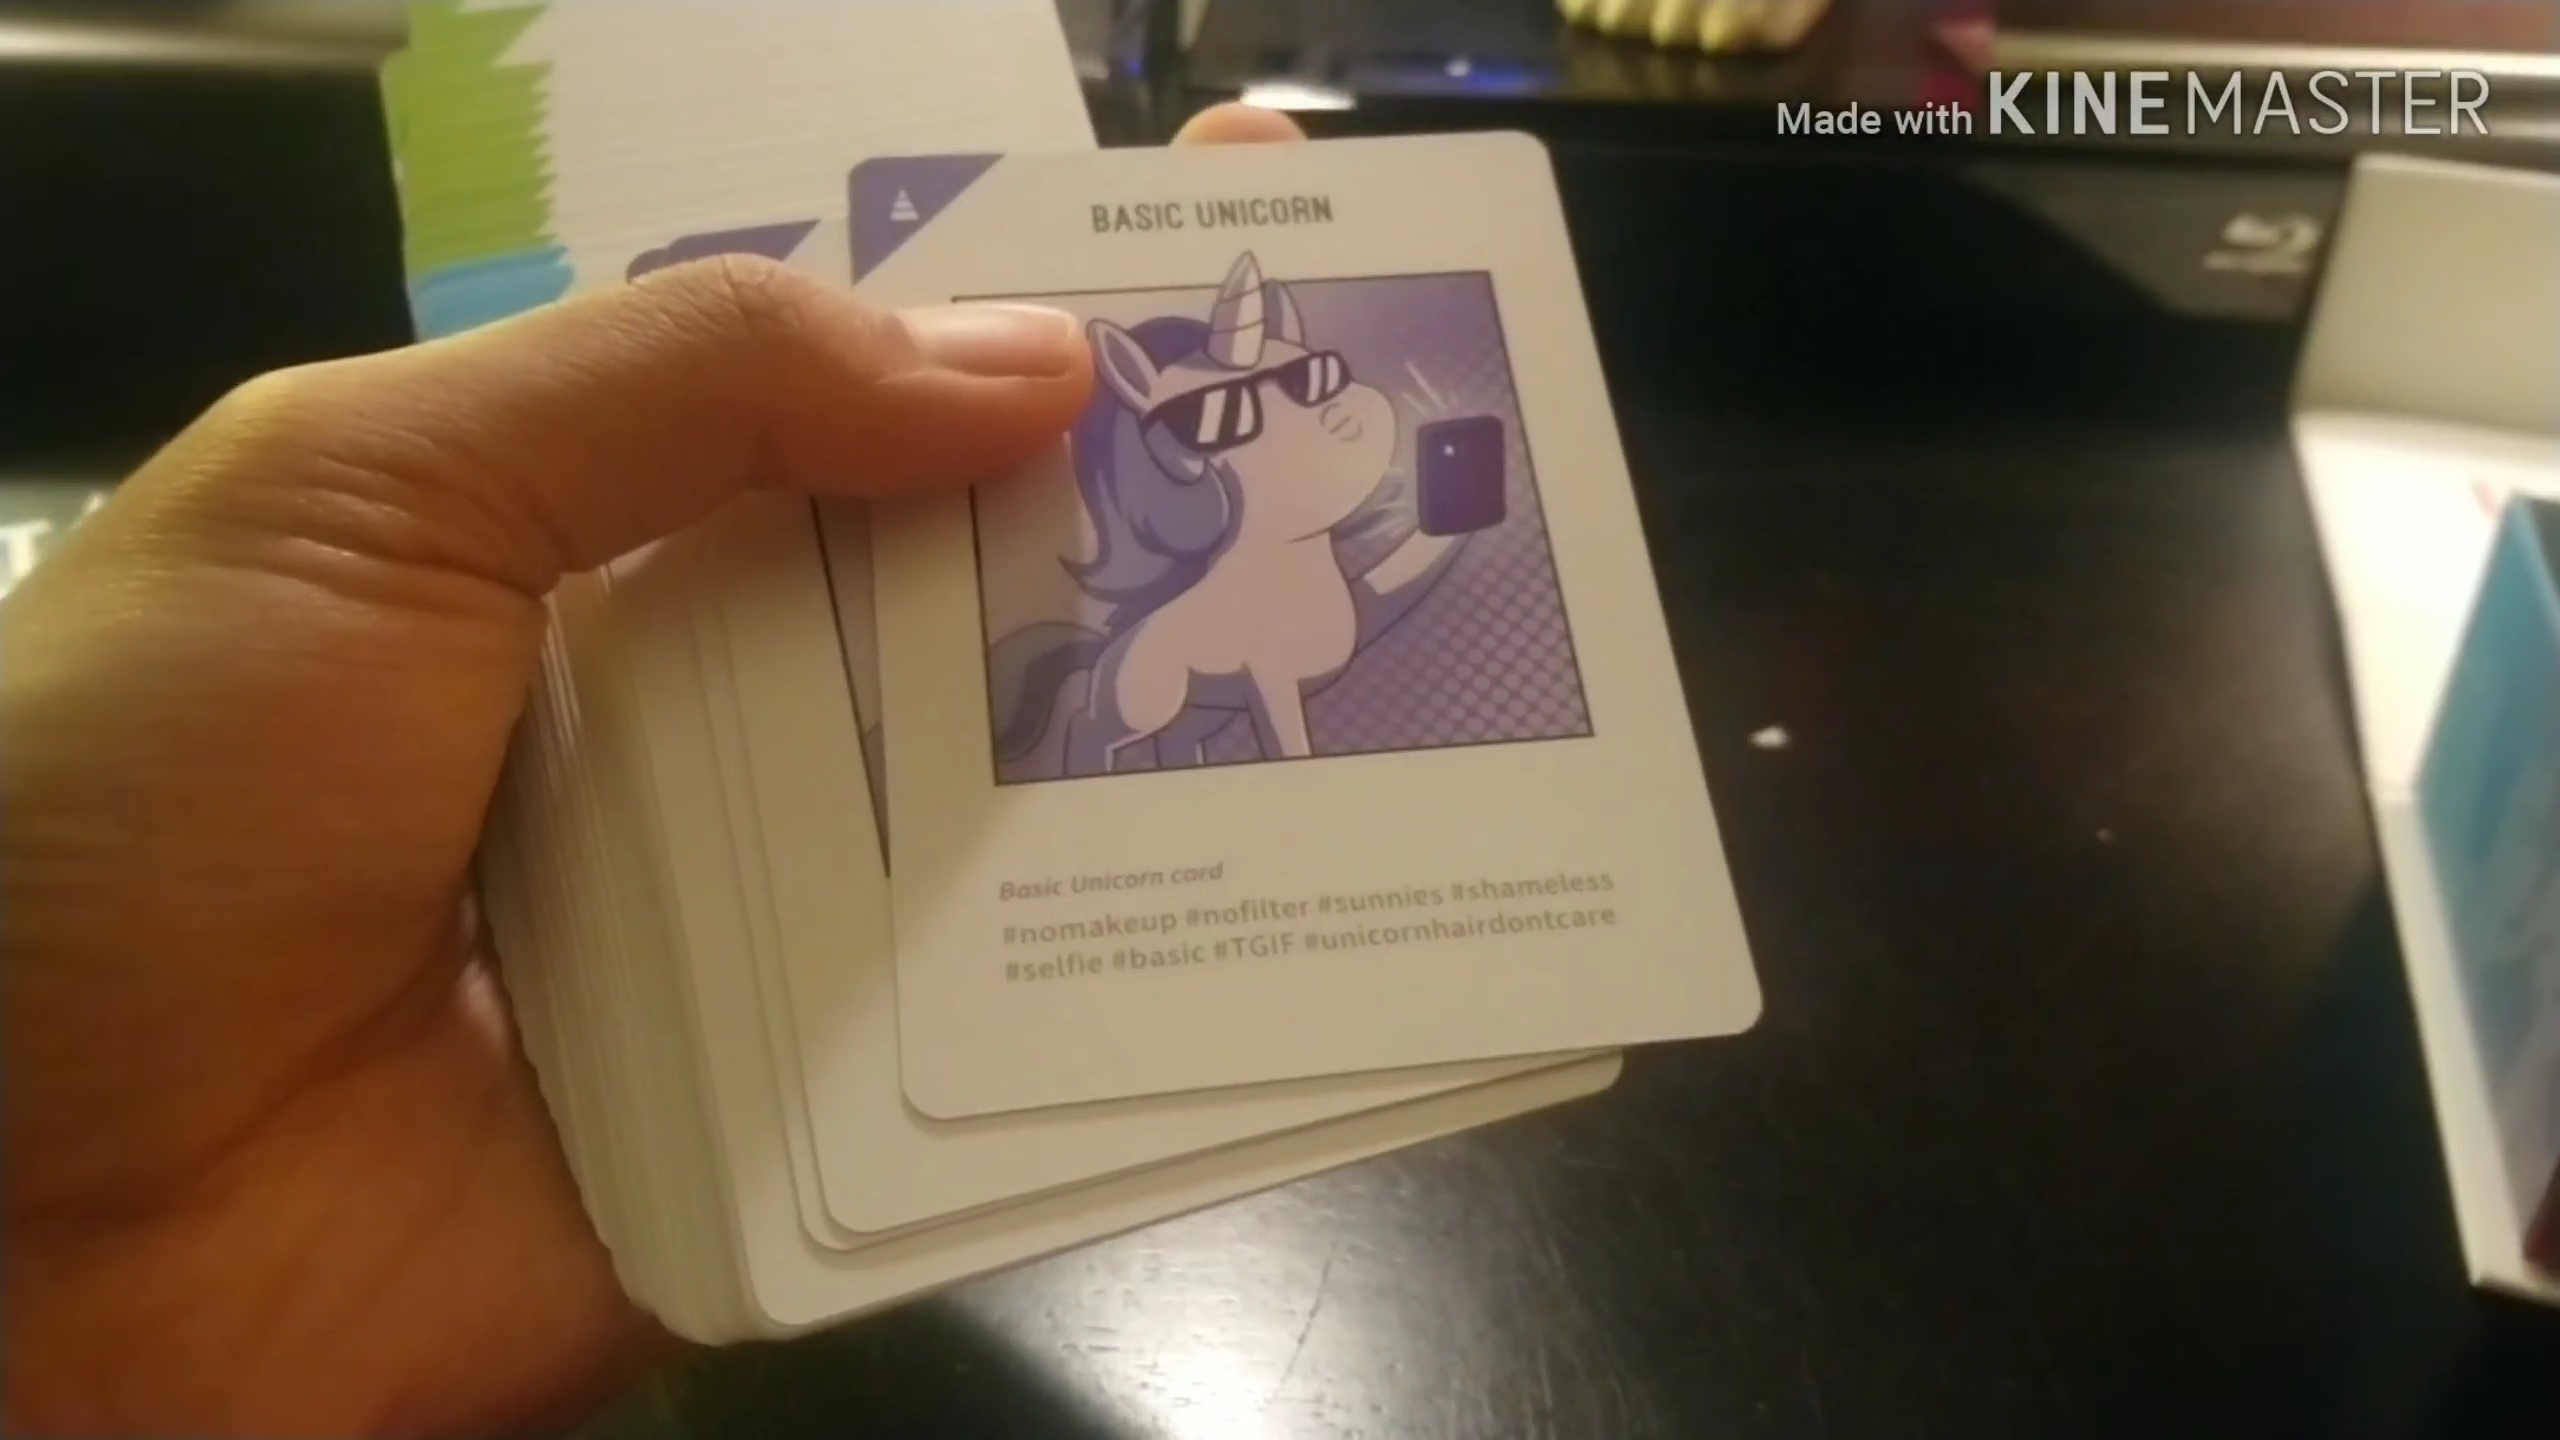 Made with KINEMASTER
BASIC UNICORN
Basic Unicorn card
#nomakeup #nofilter #sunnies #shameless
#selfie #basic #TGIF #unicornhairdontcare